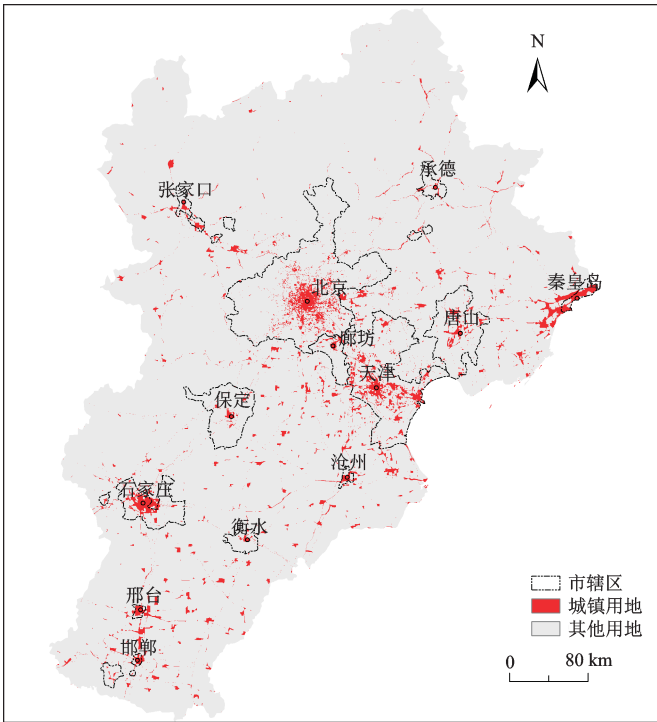 N
承德
张家口
秦皇岛
北京
唐山
廊坊
天津
保定
沧州
石家庄
衡水
邢台
邯郸
市辖区
城镇用地
其他用地
0 80 km